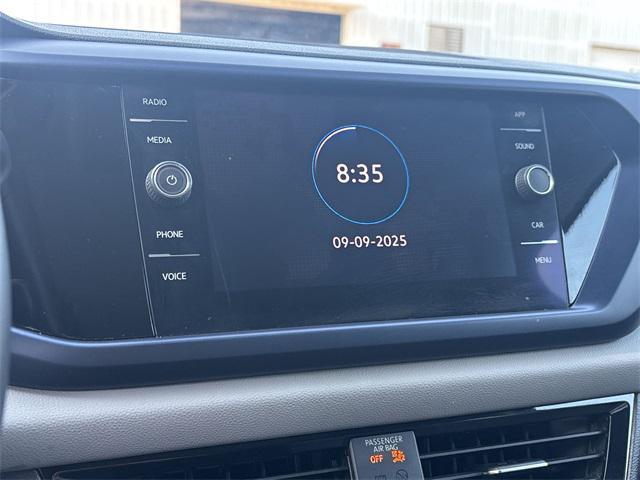 RADIO
MEDIA
PHONE
VOICE
8:35
09-09-2025
APP
SOUND
CAR
MENU
PASSENGER
AIR BAG
OFF